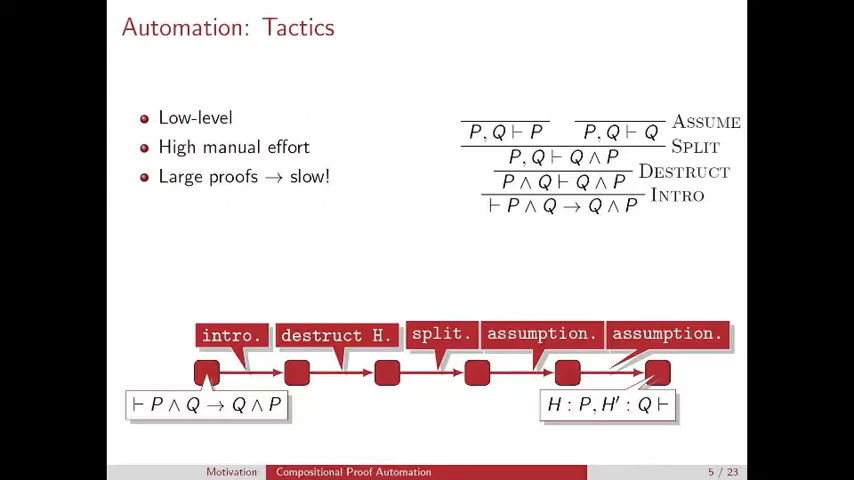 Automation: Tactics
Low-level
High manual effort
Large proofs → slow!
P, Q ⊢ P P, Q ⊢ Q ASSUME
P, Q ⊢ Q ∧ P SPLIT
P ∧ Q ⊢ Q ∧ P DESTRUCT
⊢ P ∧ Q → Q ∧ P INTRO
intro. destruct H. split. assumption. assumption.
⊢ P ∧ Q → Q ∧ P H : P, H′ : Q ⊢
Motivation Compositional Proof Automation 5 / 23